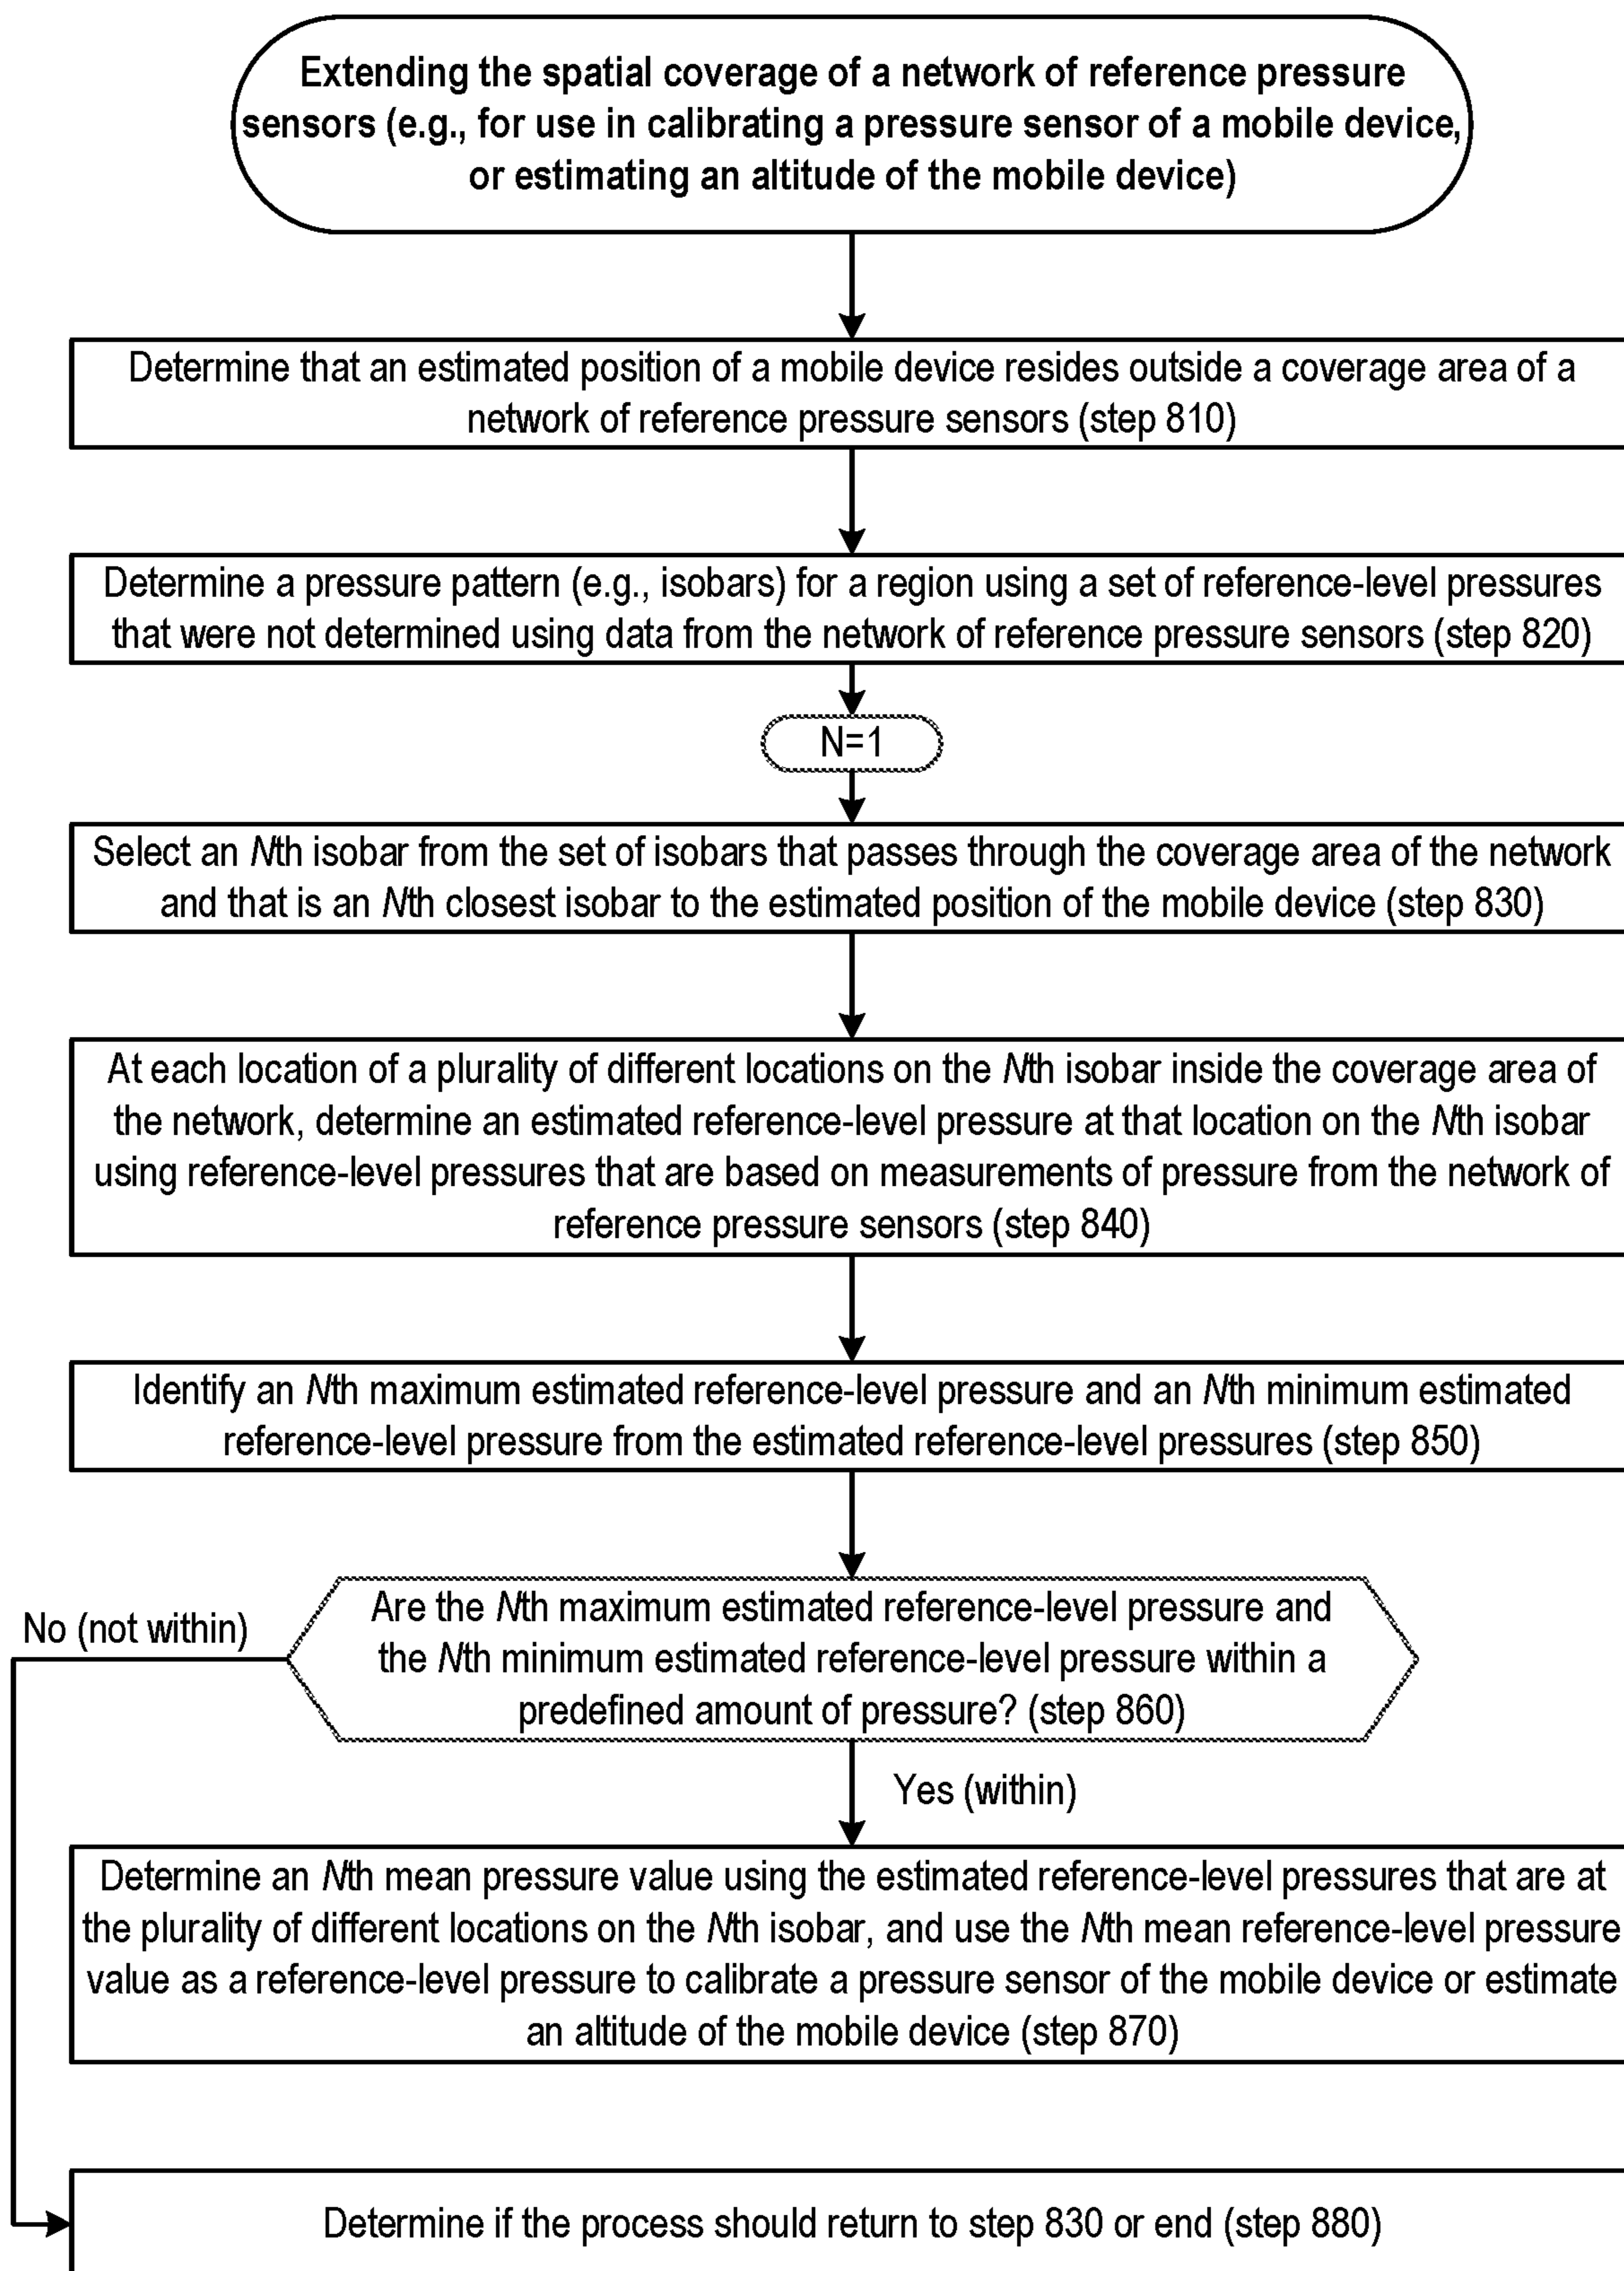 Extending the spatial coverage of a network of reference pressure
sensors (e.g., for use in calibrating a pressure sensor of a mobile device,
or estimating an altitude of the mobile device)
Determine that an estimated position of a mobile device resides outside a coverage area of a
network of reference pressure sensors (step 810)
Determine a pressure pattern (e.g., isobars) for a region using a set of reference-level pressures
that were not determined using data from the network of reference pressure sensors (step 820)
N=1
Select an Nth isobar from the set of isobars that passes through the coverage area of the network
and that is an Nth closest isobar to the estimated position of the mobile device (step 830)
At each location of a plurality of different locations on the Nth isobar inside the coverage area of
the network, determine an estimated reference-level pressure at that location on the Nth isobar
using reference-level pressures that are based on measurements of pressure from the network of
reference pressure sensors (step 840)
Identify an Nth maximum estimated reference-level pressure and an Nth minimum estimated
reference-level pressure from the estimated reference-level pressures (step 850)
Are the Nth maximum estimated reference-level pressure and
the Nth minimum estimated reference-level pressure within a
predefined amount of pressure? (step 860)
No (not within)
Yes (within)
Determine an Nth mean pressure value using the estimated reference-level pressures that are at
the plurality of different locations on the Nth isobar, and use the Nth mean reference-level pressure
value as a reference-level pressure to calibrate a pressure sensor of the mobile device or estimate
an altitude of the mobile device (step 870)
Determine if the process should return to step 830 or end (step 880)